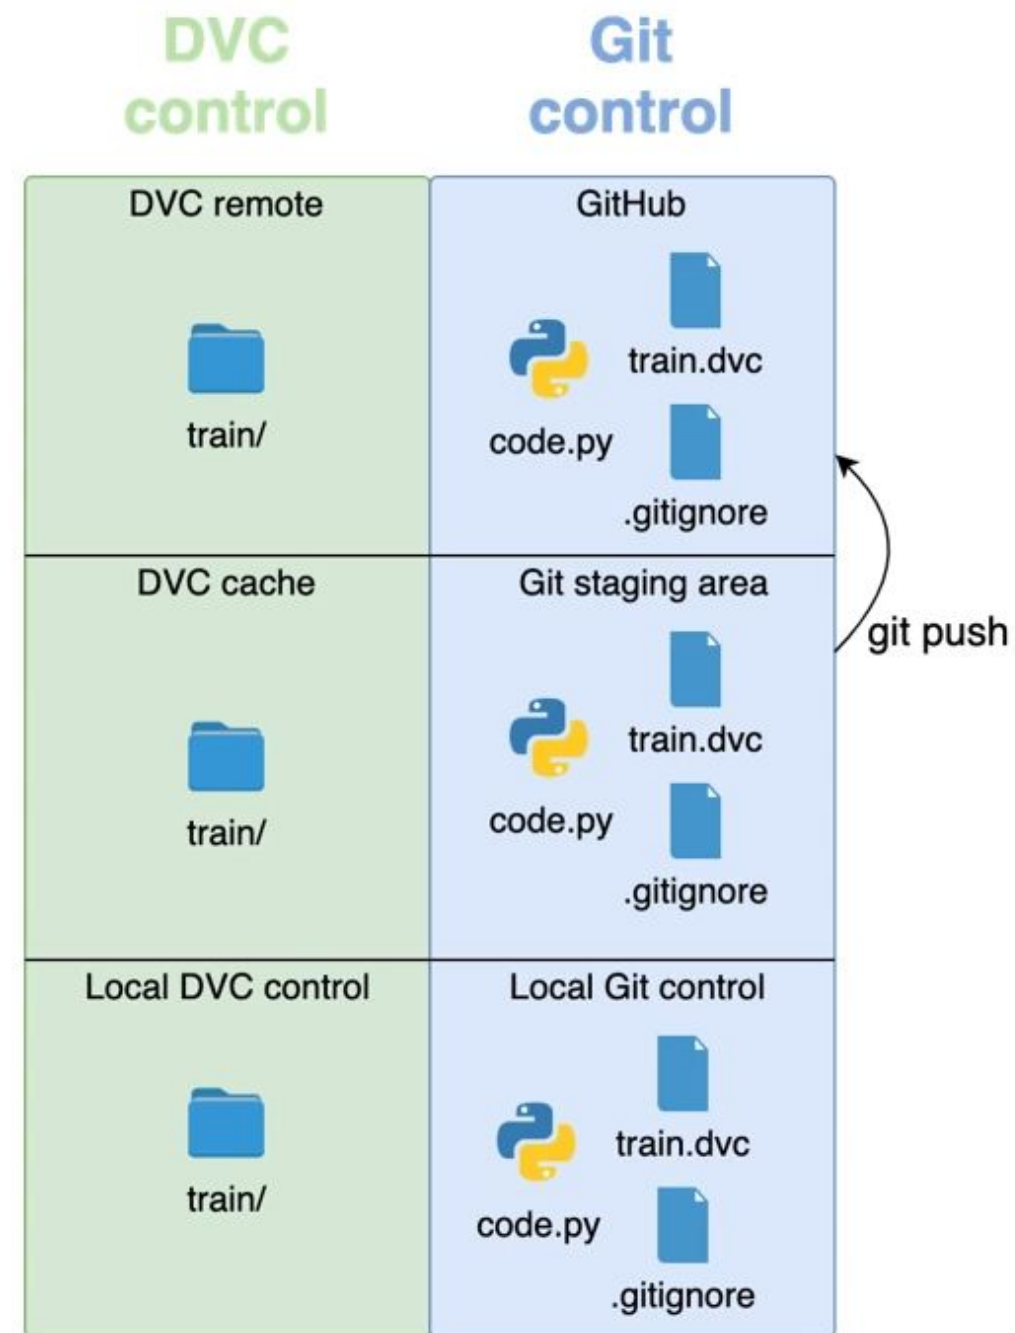 DVC
control
Git
control
DVC remote
train/
GitHub
train.dvc
code.py
.gitignore
DVC cache
train/
Git staging area
train.dvc
code.py
.gitignore
git push
Local DVC control
train/
Local Git control
train.dvc
code.py
.gitignore